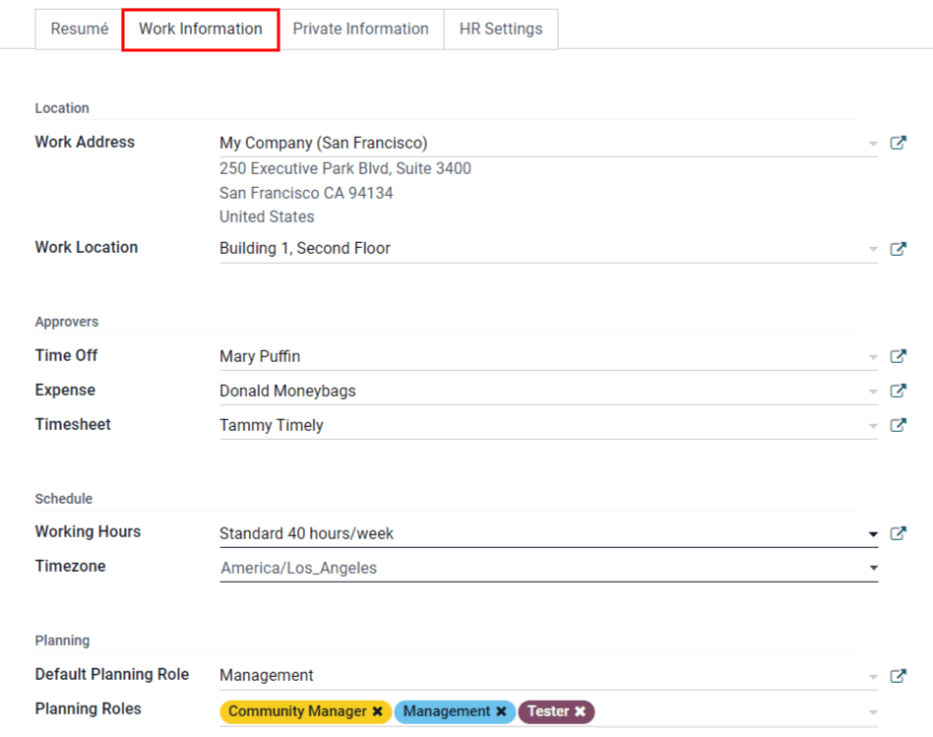 Resumé Work Information Private Information HR Settings
Location
Work Address My Company (San Francisco)
250 Executive Park Blvd, Suite 3400
San Francisco CA 94134
United States
Work Location Building 1, Second Floor
Approvers
Time Off Mary Puffin
Expense Donald Moneybags
Timesheet Tammy Timely
Schedule
Working Hours Standard 40 hours/week
Timezone America/Los_Angeles
Planning
Default Planning Role Management
Planning Roles Community Manager ✖ Management ✖ Tester ✖